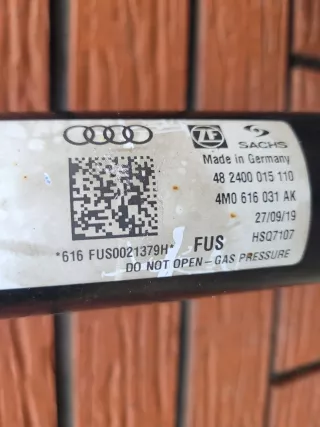 ZF SACHS
Made in Germany
48 2400 015 110
4M0 616 031 AK
27/09/19
*616 FUS0021379H* FUS HSQ7107
DO NOT OPEN - GAS PRESSURE